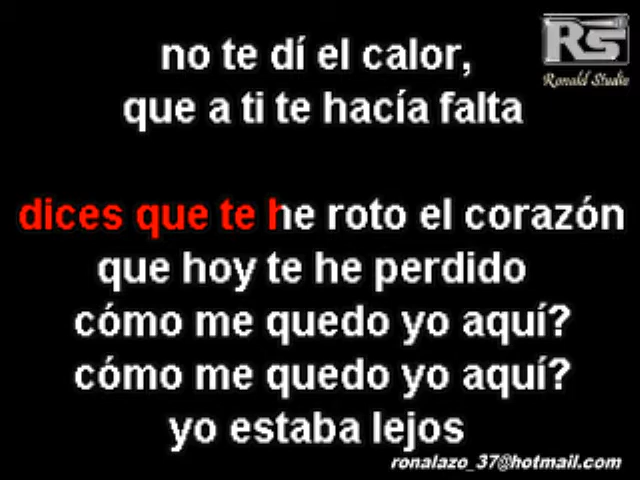 RS
Ronald Studio
no te dí el calor,
que a ti te hacía falta
dices que te he roto el corazón
que hoy te he perdido
cómo me quedo yo aquí?
cómo me quedo yo aquí?
yo estaba lejos
ronalazo_37@hotmail.com